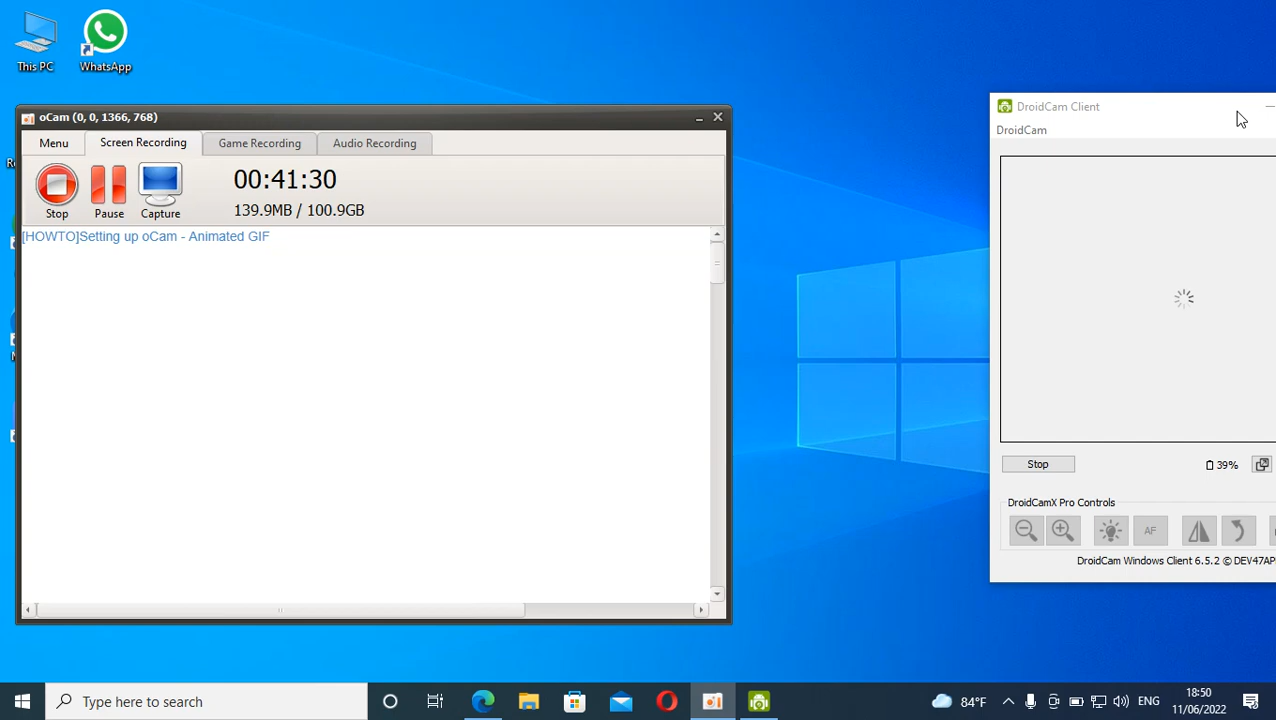 This PC
WhatsApp
oCam (0, 0, 1366, 768)
Menu
Screen Recording
Game Recording
Audio Recording
Stop
Pause
Capture
00:41:30
139.9MB / 100.9GB
[HOWTO]Setting up oCam - Animated GIF
DroidCam Client
DroidCam
Stop
39%
DroidCamX Pro Controls
AF
DroidCam Windows Client 6.5.2 © DEV47AP
Type here to search
84°F
ENG
18:50
11/06/2022